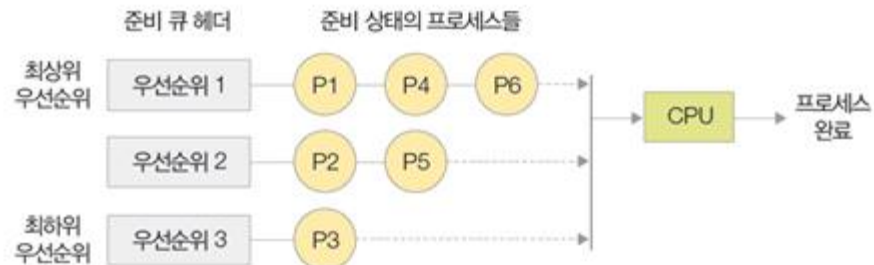 준비 큐 헤더
준비 상태의 프로세스들
최상위
우선순위
우선순위 1
P1
P4
P6
CPU
프로세스
완료
우선순위 2
P2
P5
최하위
우선순위
우선순위 3
P3